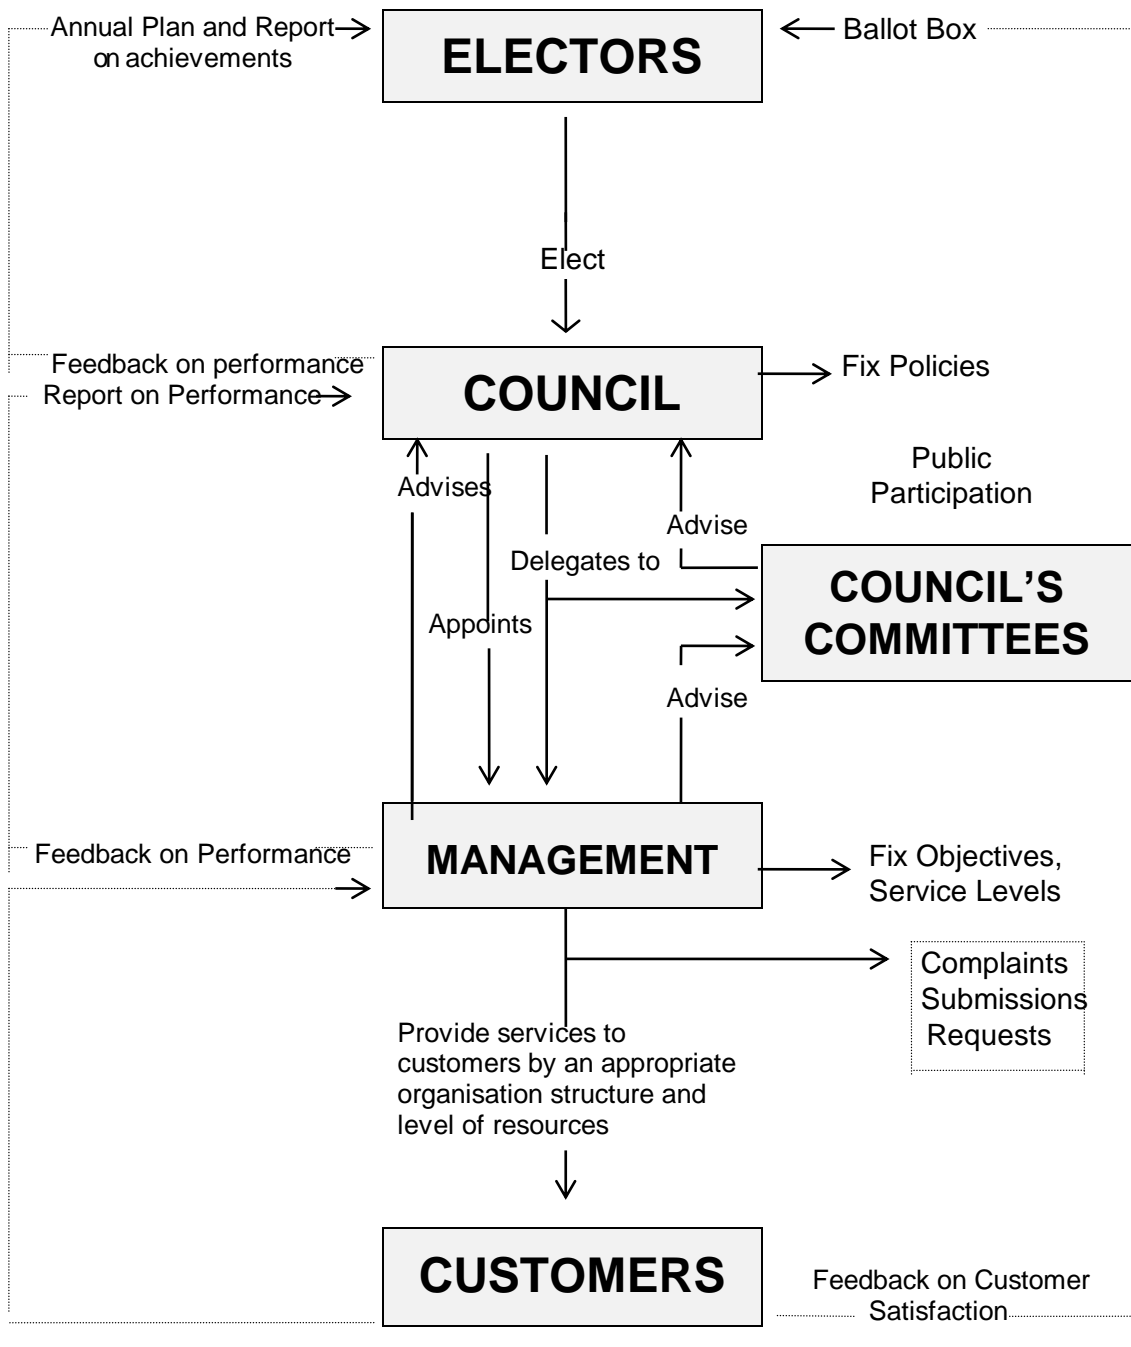 Annual Plan and Report
on achievements
ELECTORS
Ballot Box
Elect
Feedback on performance
Report on Performance
COUNCIL
Fix Policies
Public
Participation
Advises
Advise
Delegates to
COUNCIL’S
COMMITTEES
Appoints
Advise
Feedback on Performance
MANAGEMENT
Fix Objectives,
Service Levels
Complaints
Submissions
Requests
Provide services to
customers by an appropriate
organisation structure and
level of resources
CUSTOMERS
Feedback on Customer
Satisfaction